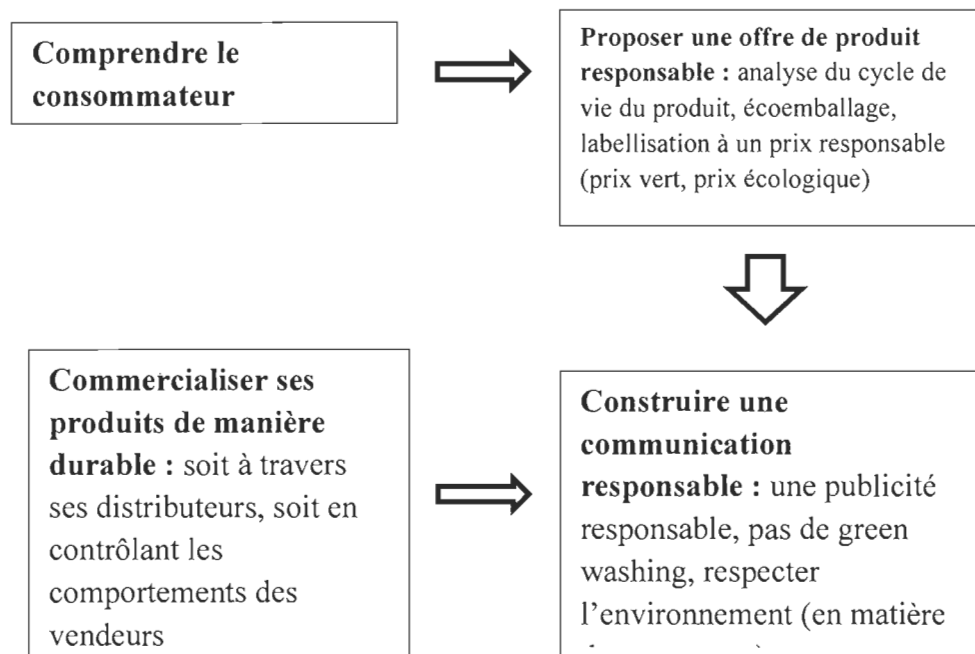 Comprendre le
consommateur
Proposer une offre de produit
responsable : analyse du cycle de
vie du produit, écoemballage,
labellisation à un prix responsable
(prix vert, prix écologique)
Commercialiser ses
produits de manière
durable : soit à travers
ses distributeurs, soit en
contrôlant les
comportements des
vendeurs
Construire une
communication
responsable : une publicité
responsable, pas de green
washing, respecter
l'environnement (en matière